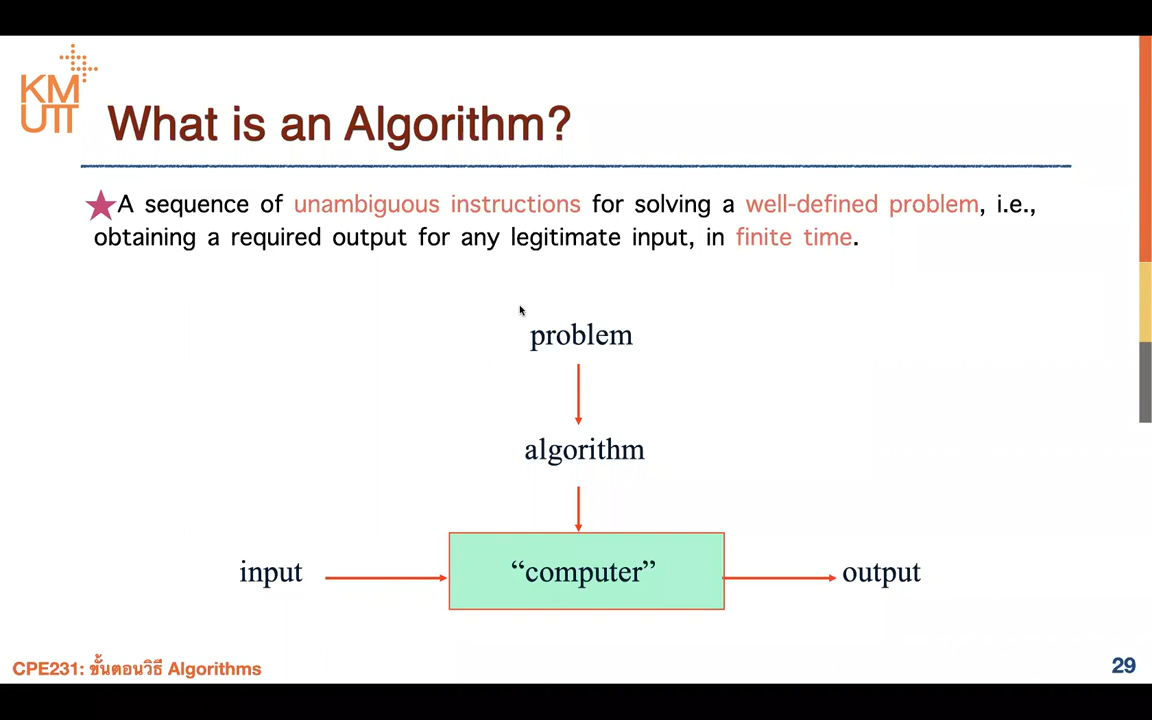 KM
UTT
What is an Algorithm?
A sequence of unambiguous instructions for solving a well-defined problem, i.e.,
obtaining a required output for any legitimate input, in finite time.
problem
algorithm
input
“computer”
output
CPE231: ขั้นตอนวิธี Algorithms
29